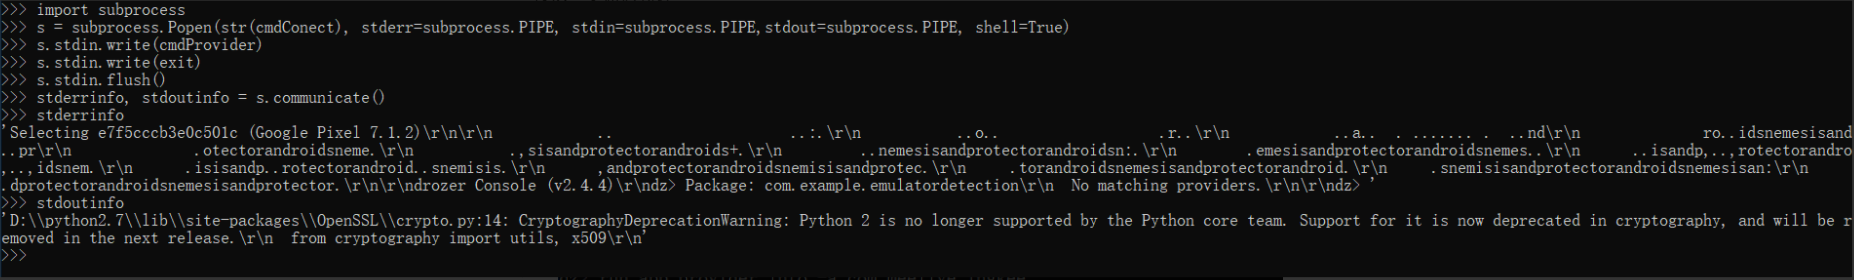 >>> import subprocess
>>> s = subprocess.Popen(str(cmdConect), stderr=subprocess.PIPE, stdin=subprocess.PIPE,stdout=subprocess.PIPE, shell=True)
>>> s.stdin.write(cmdProvider)
>>> s.stdin.write(exit)
>>> s.stdin.flush()
>>> stderrinfo, stdoutinfo = s.communicate()
>>> stderrinfo
'Selecting e7f5cccb3e0c501c (Google Pixel 7.1.2)\r\n\r\n            ..                    ..:.\r\n            ..o..                    .r..\r\n            ..a..  . ....... .  ..nd\r\n            ro..idsnemesisand
..pr\r\n            .otectorandroidsneme.\r\n            .,sisandprotectorandroids+.\r\n          ..nemesisandprotectorandroidsn:.\r\n         .emesisandprotectorandroidsnemes..\r\n          ..isandp,..,rotectorandro
,..,idsnem.\r\n       .isisandp..rotectorandroid..snemisis.\r\n       ,andprotectorandroidsnemisisandprotec.\r\n      .torandroidsnemesisandprotectorandroid.\r\n      .snemisisandprotectorandroidsnemesisan:\r\n
.dprotectorandroidsnemesisandprotector.\r\n\r\ndrozer Console (v2.4.4)\r\ndz> Package: com.example.emulatordetection\r\n  No matching providers.\r\n\r\ndz> '
>>> stdoutinfo
'D:\\python2.7\\lib\\site-packages\\OpenSSL\\crypto.py:14: CryptographyDeprecationWarning: Python 2 is no longer supported by the Python core team. Support for it is now deprecated in cryptography, and will be r
emoved in the next release.\r\n  from cryptography import utils, x509\r\n'
>>>